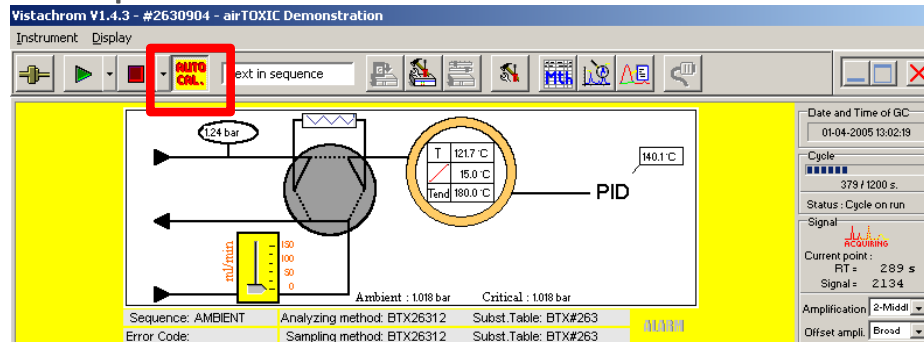 Vistachrom V1.4.3 - #2630904 - airTOXIC Demonstration
Instrument Display
AUTO
CAL.
ext in sequence
Mth
Date and Time of GC
01-04-2005 13:02:19
Cycle
379 / 1200 s.
Status : Cycle on run
Signal
ACQUIRING
Current point :
RT = 289 s
Signal = 2134
Amplification 2-Middl
Offset ampli. Broad
1.24 bar
T 121.7 °C
15.0 °C
Tend 180.0 °C
140.1 °C
PID
ml/min
150
100
50
0
Ambient : 1.018 bar Critical : 1.018 bar
Sequence: AMBIENT Analyzing method: BTX26312 Subst.Table: BTX#263
ALARM
Error Code: Sampling method: BTX26312 Subst.Table: BTX#263